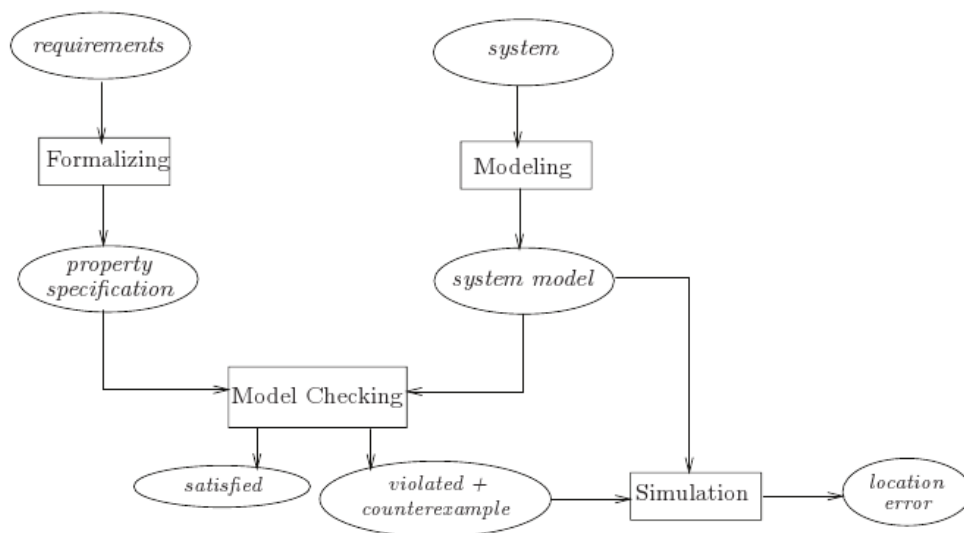 requirements
system
Formalizing
Modeling
property
specification
system model
Model Checking
satisfied
violated +
counterexample
Simulation
location
error